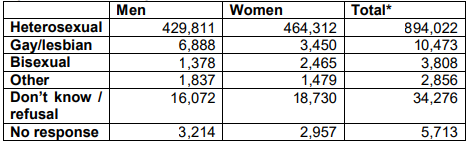 Men Women Total*
Heterosexual 429,811 464,312 894,022
Gay/lesbian 6,888 3,450 10,473
Bisexual 1,378 2,465 3,808
Other 1,837 1,479 2,856
Don't know / 16,072 18,730 34,276
refusal
No response 3,214 2,957 5,713